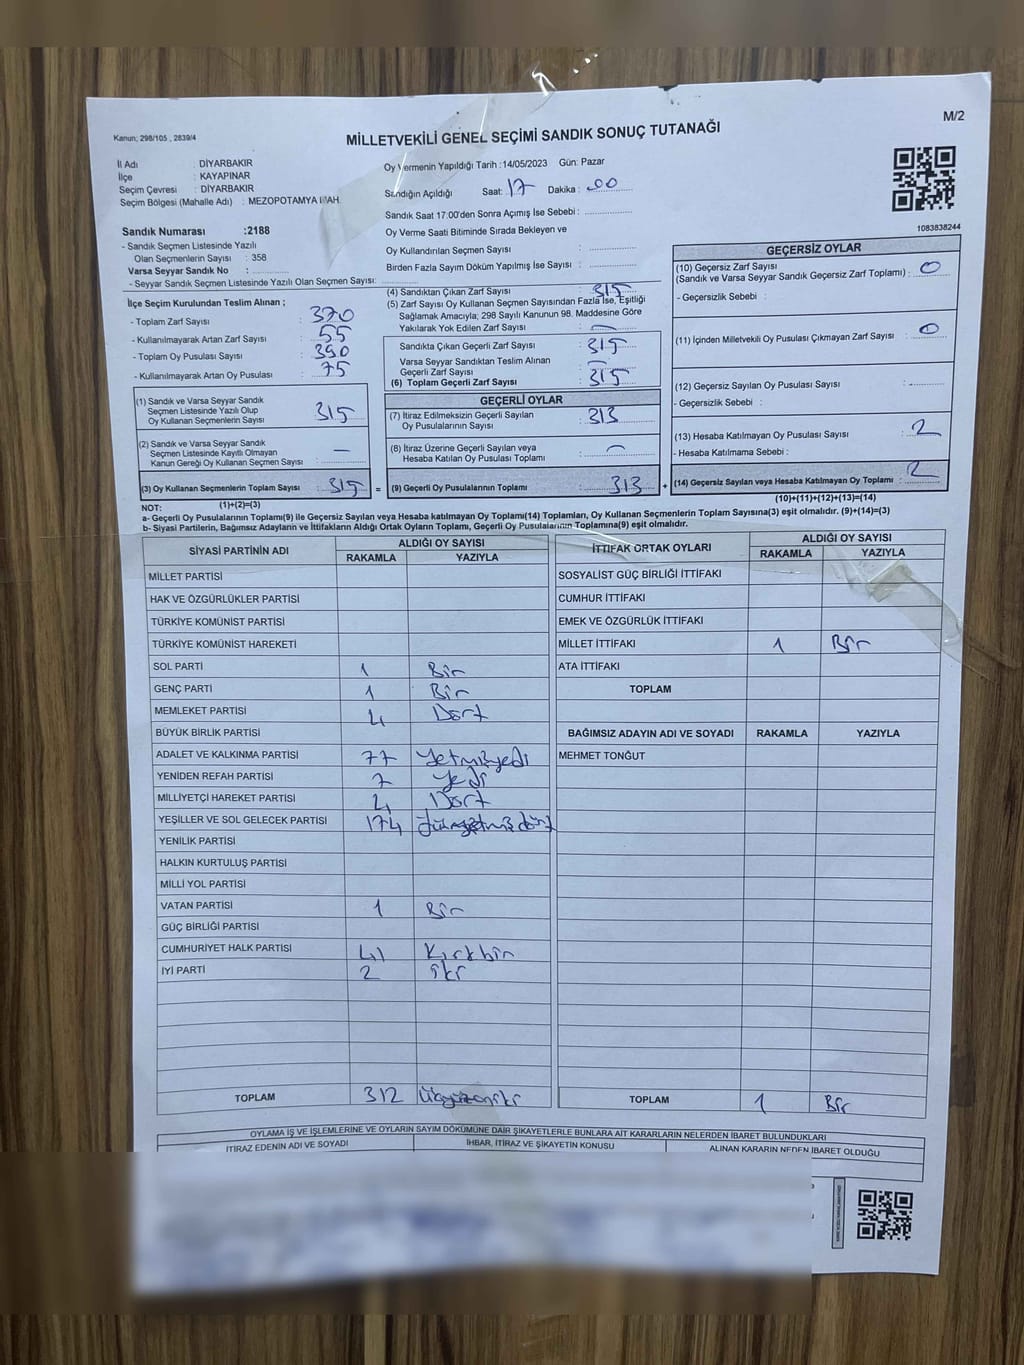 M/2
Kanun; 298/105 , 2839/4
MİLLETVEKİLİ GENEL SEÇİMİ SANDIK SONUÇ TUTANAĞI
İl Adı : DİYARBAKIR
İlçe : KAYAPINAR
Seçim Çevresi : DİYARBAKIR
Seçim Bölgesi (Mahalle Adı) : MEZOPOTAMYA MAH.
Oy Vermenin Yapıldığı Tarih :14/05/2023 Gün: Pazar
Sandığın Açıldığı Saat: 17 Dakika : 00
Sandık Saat 17:00'den Sonra Açılmış İse Sebebi :
Oy Verme Saati Bitiminde Sırada Bekleyen ve
Oy Kullandırılan Seçmen Sayısı :
Birden Fazla Sayım Döküm Yapılmış İse Sayısı :
1083838244
Sandık Numarası :2188
- Sandık Seçmen Listesinde Yazılı
Olan Seçmenlerin Sayısı : 358
Varsa Seyyar Sandık No :
- Seyyar Sandık Seçmen Listesinde Yazılı Olan Seçmen Sayısı:
İlçe Seçim Kurulundan Teslim Alınan ;
- Toplam Zarf Sayısı : 370
- Kullanılmayarak Artan Zarf Sayısı : 55
- Toplam Oy Pusulası Sayısı : 390
- Kullanılmayarak Artan Oy Pusulası : 75
(1) Sandık ve Varsa Seyyar Sandık
Seçmen Listesinde Yazılı Olup
Oy Kullanan Seçmenlerin Sayısı : 315
(2) Sandık ve Varsa Seyyar Sandık
Seçmen Listesinde Kayıtlı Olmayan
Kanun Gereği Oy Kullanan Seçmen Sayısı : —
(3) Oy Kullanan Seçmenlerin Toplam Sayısı : 315 =
(1)+(2)=(3)
(4) Sandıktan Çıkan Zarf Sayısı : 315
(5) Zarf Sayısı Oy Kullanan Seçmen Sayısından Fazla İse, Eşitliği
Sağlamak Amacıyla; 298 Sayılı Kanunun 98. Maddesine Göre
Yakılarak Yok Edilen Zarf Sayısı : —
Sandıkta Çıkan Geçerli Zarf Sayısı : 315
Varsa Seyyar Sandıktan Teslim Alınan
Geçerli Zarf Sayısı : —
(6) Toplam Geçerli Zarf Sayısı : 315
GEÇERLİ OYLAR
(7) İtiraz Edilmeksizin Geçerli Sayılan
Oy Pusulalarının Sayısı : 313
(8) İtiraz Üzerine Geçerli Sayılan veya
Hesaba Katılan Oy Pusulası Toplamı : —
(9) Geçerli Oy Pusulalarının Toplamı : 313 +
GEÇERSİZ OYLAR
(10) Geçersiz Zarf Sayısı
(Sandık ve Varsa Seyyar Sandık Geçersiz Zarf Toplamı) : 0
- Geçersizlik Sebebi :
(11) İçinden Milletvekili Oy Pusulası Çıkmayan Zarf Sayısı : 0
(12) Geçersiz Sayılan Oy Pusulası Sayısı :
- Geçersizlik Sebebi :
(13) Hesaba Katılmayan Oy Pusulası Sayısı : 2
- Hesaba Katılmama Sebebi :
(14) Geçersiz Sayılan veya Hesaba Katılmayan Oy Toplamı : 2
(10)+(11)+(12)+(13)=(14)
NOT:
a- Geçerli Oy Pusulalarının Toplamı(9) ile Geçersiz Sayılan veya Hesaba katılmayan Oy Toplamı(14) Toplamları, Oy Kullanan Seçmenlerin Toplam Sayısına(3) eşit olmalıdır. (9)+(14)=(3)
b- Siyasi Partilerin, Bağımsız Adayların ve İttifakların Aldığı Oy Ortak Oyların Toplamı, Geçerli Oy Pusulalarının Toplamına(9) eşit olmalıdır.
SİYASİ PARTİNİN ADI ALDIĞI OY SAYISI
RAKAMLA YAZIYLA
MİLLET PARTİSİ
HAK VE ÖZGÜRLÜKLER PARTİSİ
TÜRKİYE KOMÜNİST PARTİSİ
TÜRKİYE KOMÜNİST HAREKETİ
SOL PARTİ 1 Bir
GENÇ PARTİ 1 Bir
MEMLEKET PARTİSİ 4 Dört
BÜYÜK BİRLİK PARTİSİ
ADALET VE KALKINMA PARTİSİ 77 Yetmişyedi
YENİDEN REFAH PARTİSİ 7 Yedi
MİLLİYETÇİ HAREKET PARTİSİ 4 Dört
YEŞİLLER VE SOL GELECEK PARTİSİ 174
YENİLİK PARTİSİ
HALKIN KURTULUŞ PARTİSİ
MİLLİ YOL PARTİSİ
VATAN PARTİSİ 1 Bir
GÜÇ BİRLİĞİ PARTİSİ
CUMHURİYET HALK PARTİSİ 41 Kırkbir
İYİ PARTİ 2 iki
TOPLAM 312 Üçyüzoniki
İTTİFAK ORTAK OYLARI ALDIĞI OY SAYISI
RAKAMLA YAZIYLA
SOSYALİST GÜÇ BİRLİĞİ İTTİFAKI
CUMHUR İTTİFAKI
EMEK VE ÖZGÜRLÜK İTTİFAKI
MİLLET İTTİFAKI 1 Bir
ATA İTTİFAKI
TOPLAM
BAĞIMSIZ ADAYIN ADI VE SOYADI RAKAMLA YAZIYLA
MEHMET TONĞUT
TOPLAM 1 Bir
OYLAMA İŞ VE İŞLEMLERİNE VE OYLARIN SAYIM DÖKÜMÜNE DAİR ŞİKAYETLERLE BUNLARA AİT KARARLARIN NELERDEN İBARET BULUNDUKLARI
İTİRAZ EDENİN ADI VE SOYADI İHBAR, İTİRAZ VE ŞİKAYETİN KONUSU ALINAN KARARIN NEDEN İBARET OLDUĞU